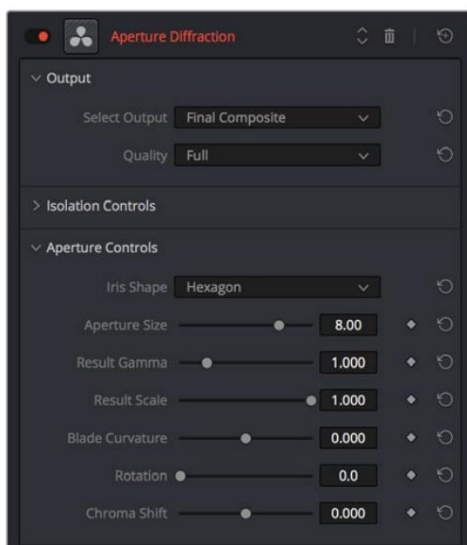 Aperture Diffraction
Output
Select Output Final Composite
Quality Full
Isolation Controls
Aperture Controls
Iris Shape Hexagon
Aperture Size 8.00
Result Gamma 1.000
Result Scale 1.000
Blade Curvature 0.000
Rotation 0.0
Chroma Shift 0.000